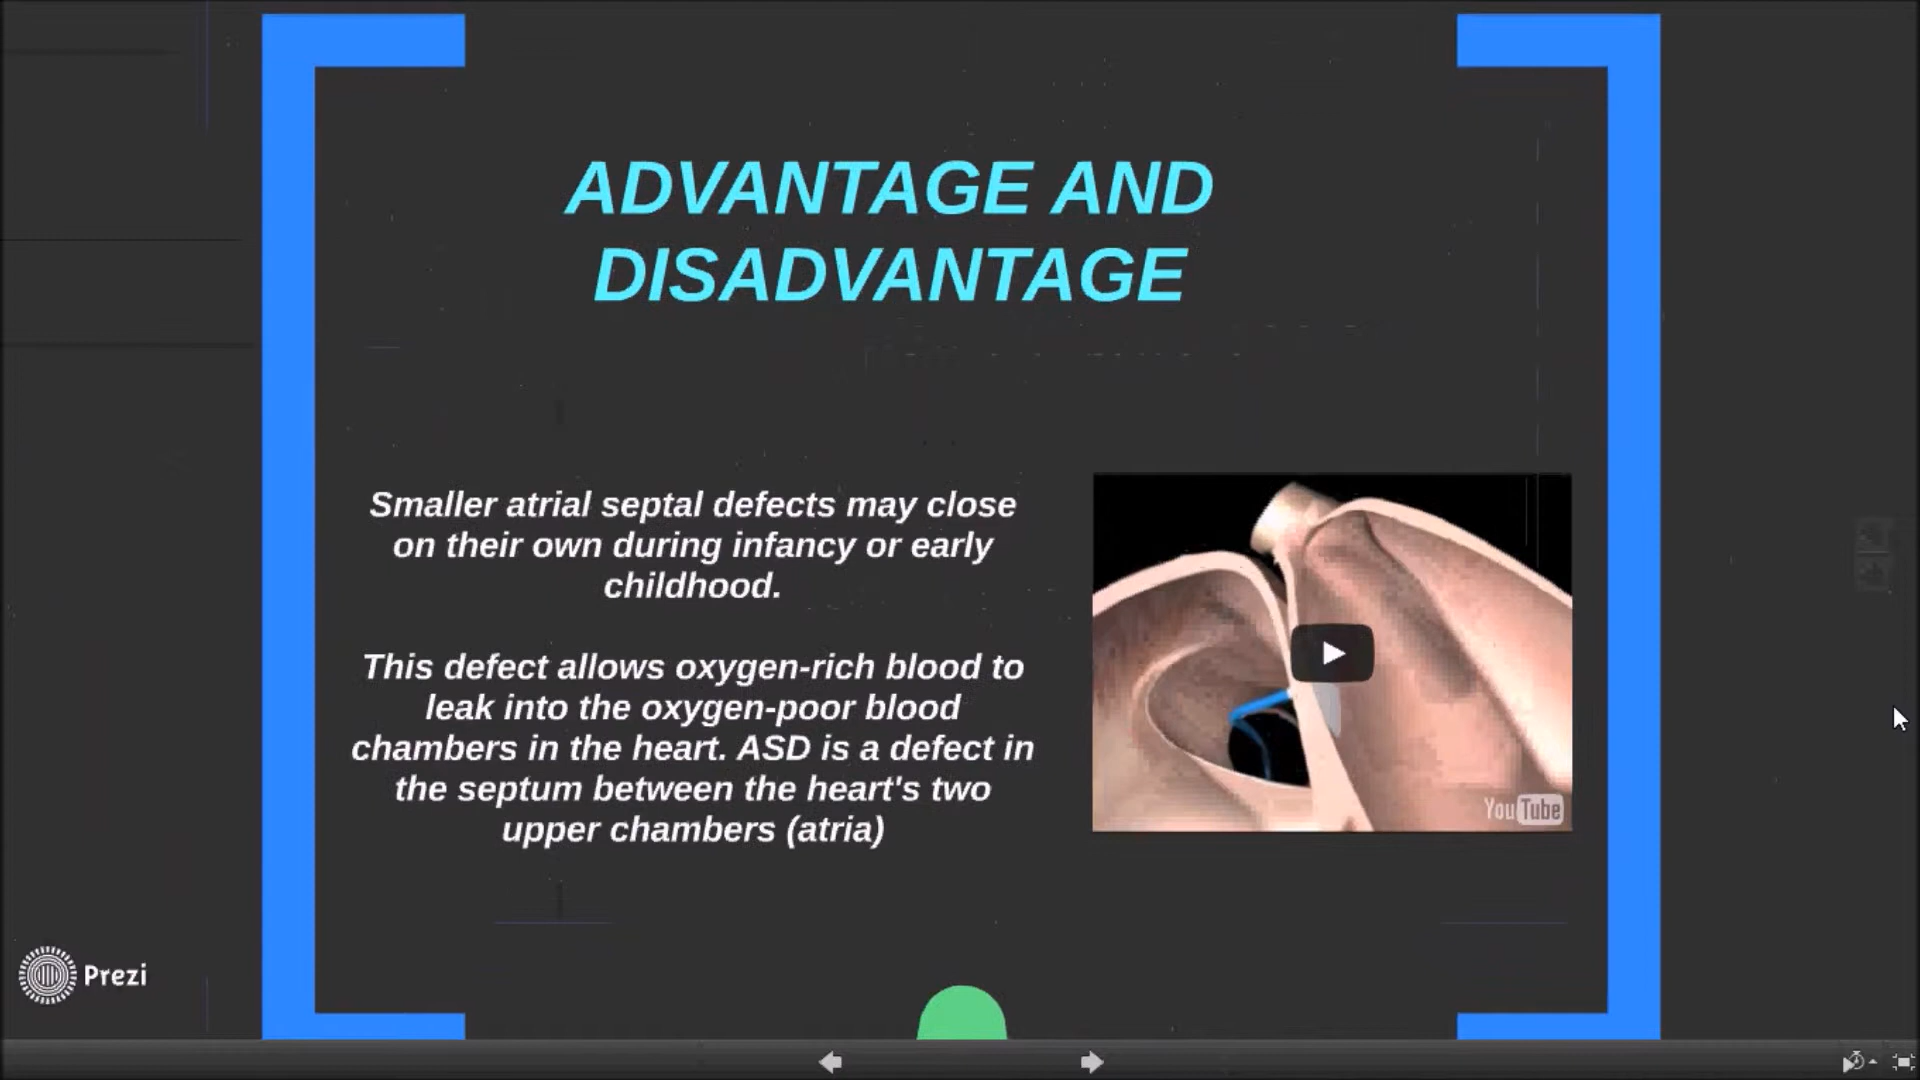 ADVANTAGE AND
DISADVANTAGE
Smaller atrial septal defects may close
on their own during infancy or early
childhood.
This defect allows oxygen-rich blood to
leak into the oxygen-poor blood
chambers in the heart. ASD is a defect in
the septum between the heart's two
upper chambers (atria)
YouTube
Prezi